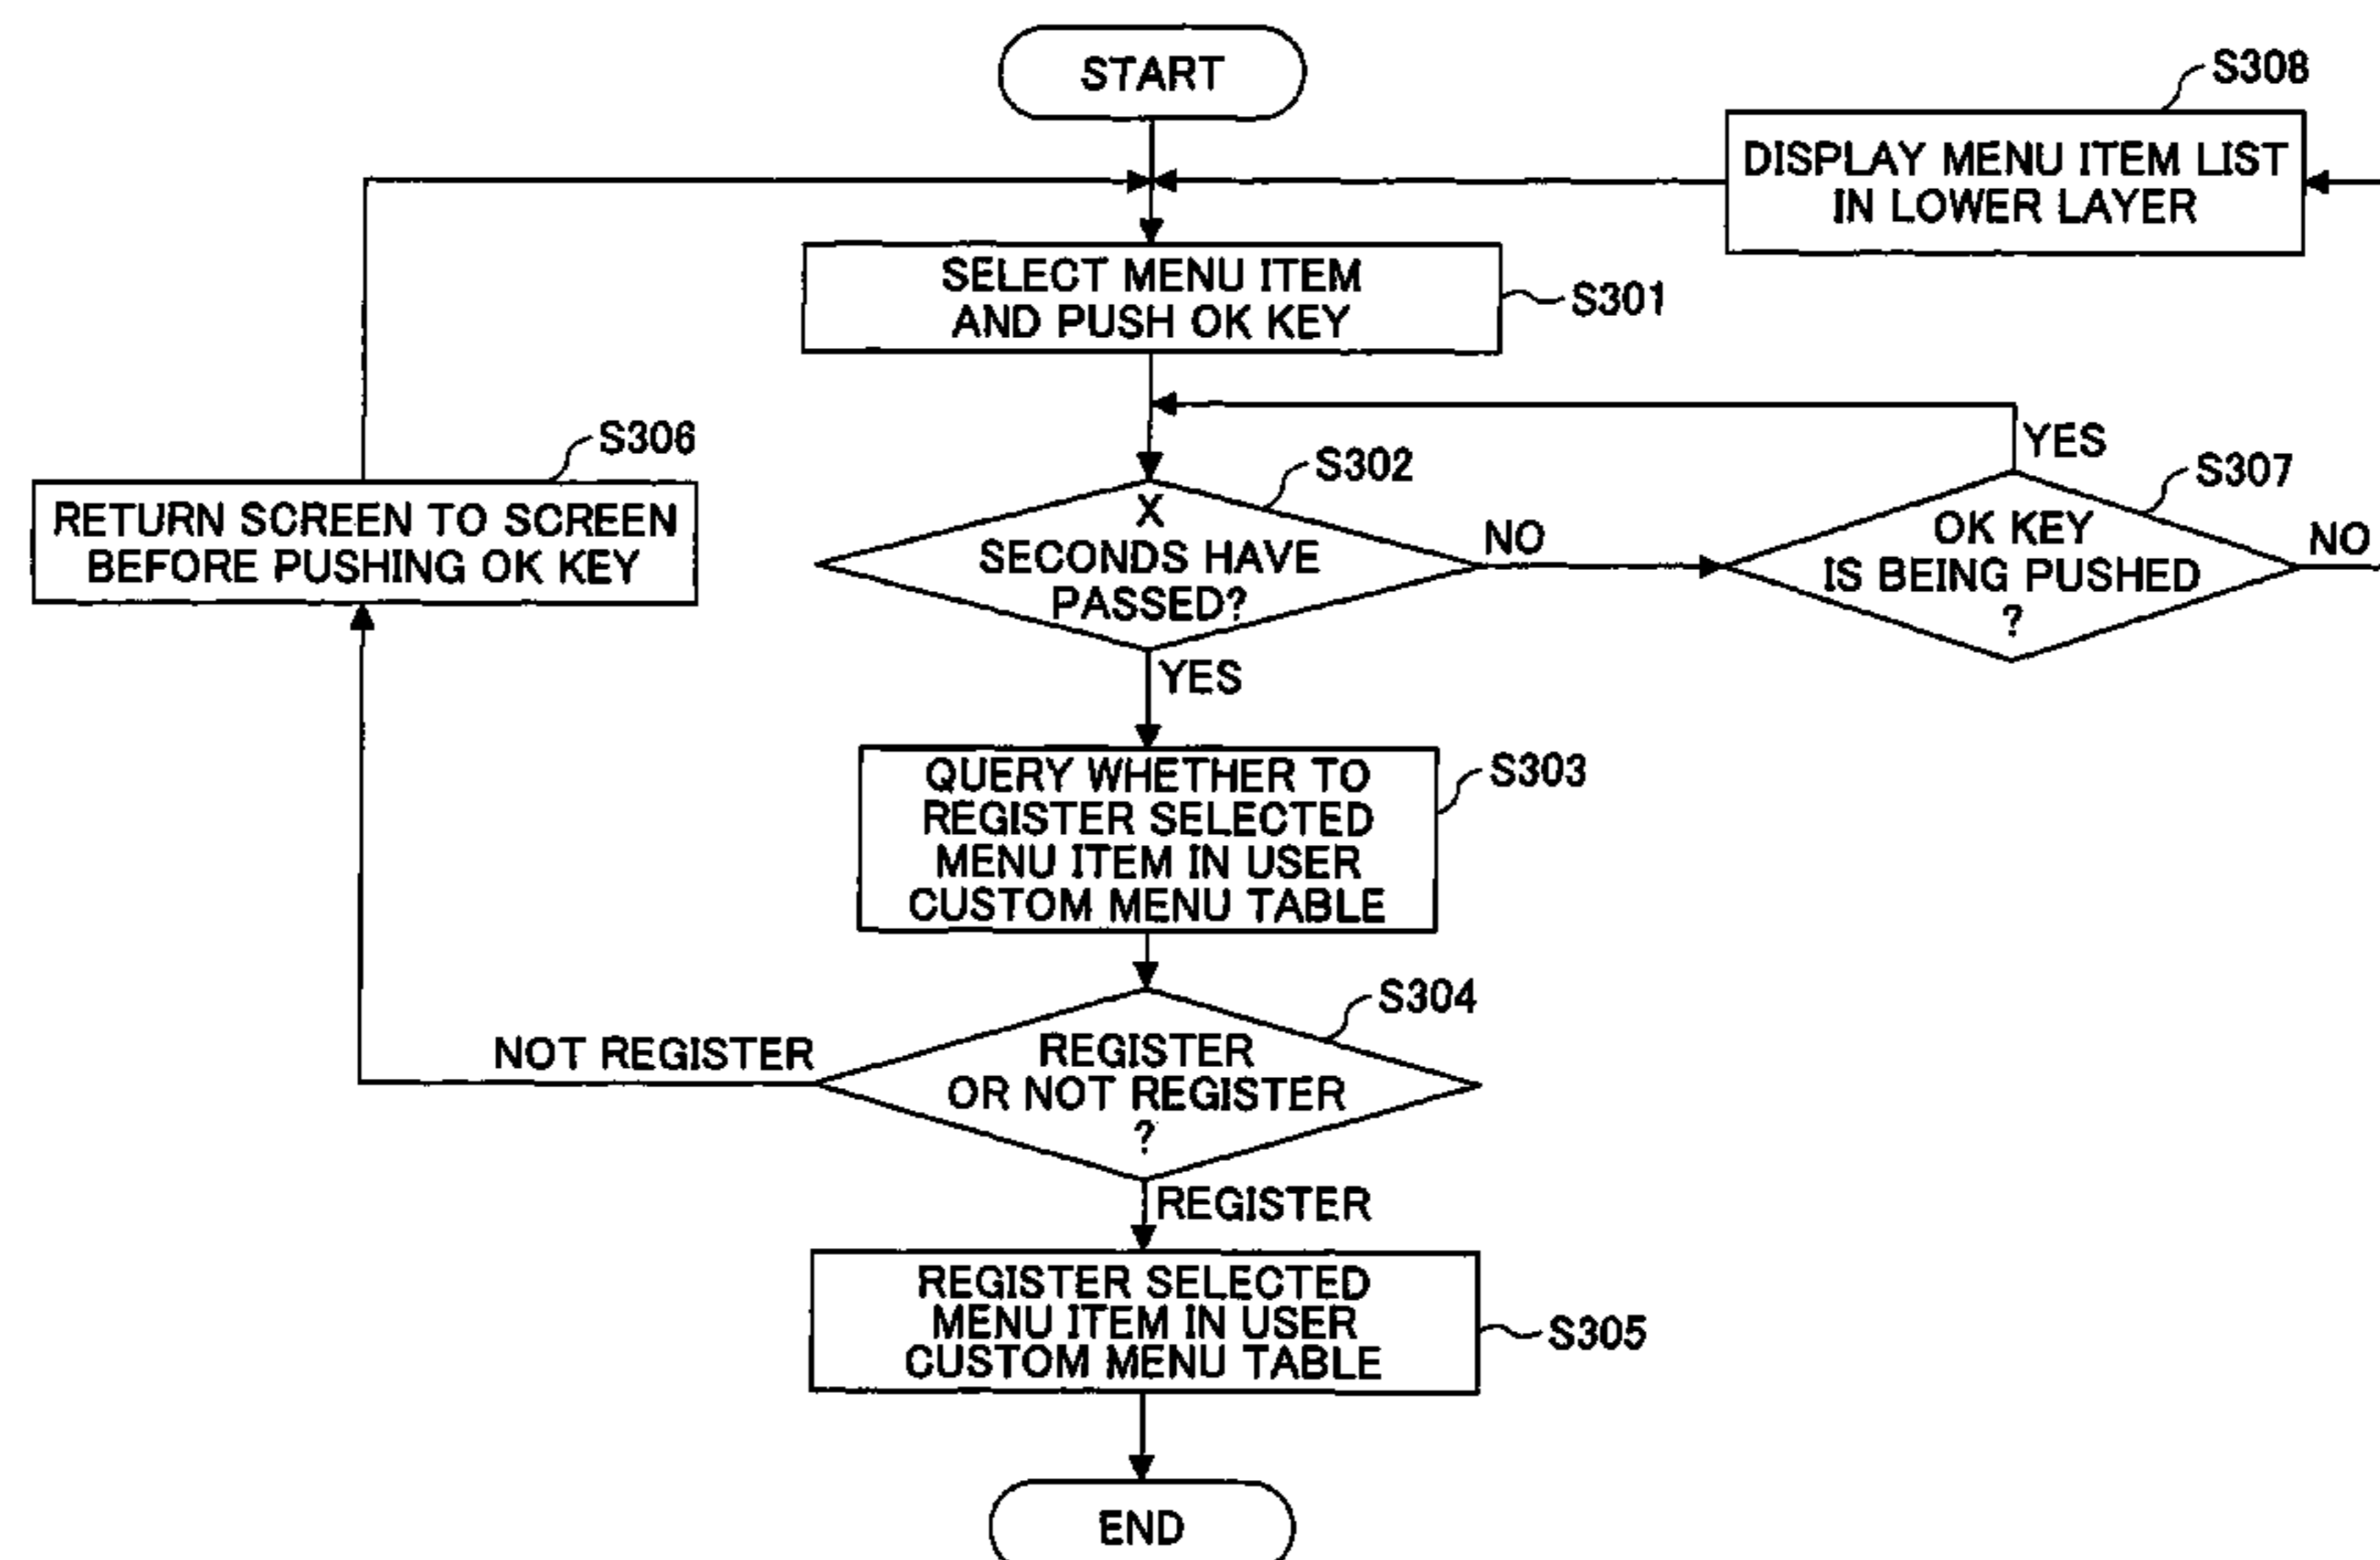 START
S308
DISPLAY MENU ITEM LIST
IN LOWER LAYER
SELECT MENU ITEM
AND PUSH OK KEY
S301
S306
RETURN SCREEN TO SCREEN
BEFORE PUSHING OK KEY
S302
X
SECONDS HAVE
PASSED?
NO
YES
YES
S307
OK KEY
IS BEING PUSHED
?
NO
S303
QUERY WHETHER TO
REGISTER SELECTED
MENU ITEM IN USER
CUSTOM MENU TABLE
S304
NOT REGISTER
REGISTER
OR NOT REGISTER
?
REGISTER
REGISTER SELECTED
MENU ITEM IN USER
CUSTOM MENU TABLE
S305
END